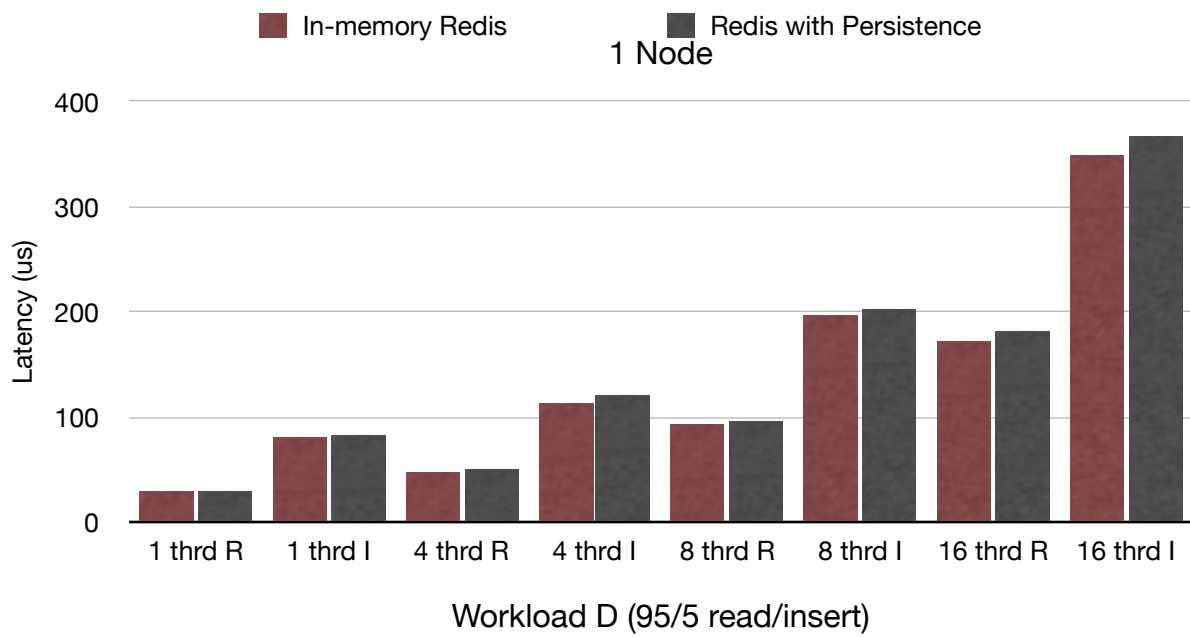 In-memory Redis
Redis with Persistence
1 Node
400
300
200
100
0
Latency (us)
1 thrd R
1 thrd I
4 thrd R
4 thrd I
8 thrd R
8 thrd I
16 thrd R
16 thrd I
Workload D (95/5 read/insert)